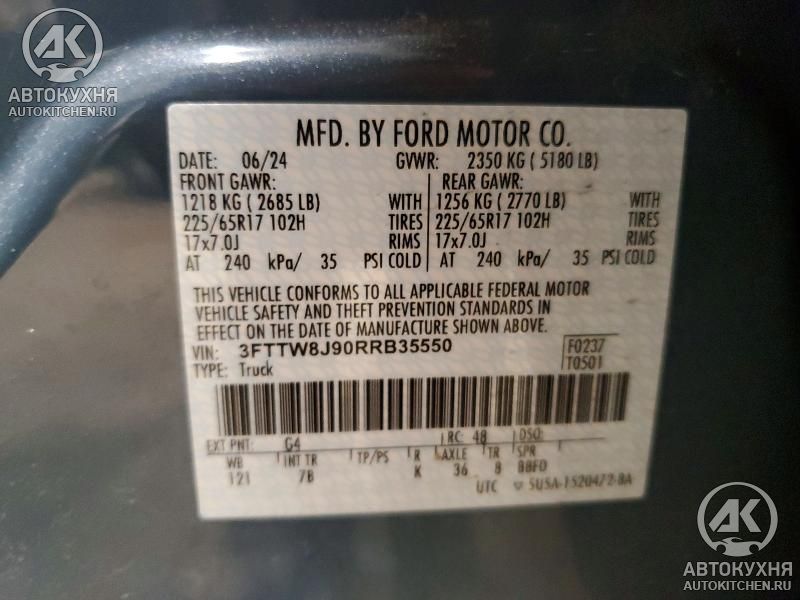 AK
АВТОКУХНЯ
AUTOKITCHEN.RU
MFD. BY FORD MOTOR CO.
DATE: 06/24 GVWR: 2350 KG ( 5180 LB)
FRONT GAWR: REAR GAWR:
1218 KG ( 2685 LB) WITH 1256 KG ( 2770 LB) WITH
225/65R17 102H TIRES 225/65R17 102H TIRES
17x7.0J RIMS 17x7.0J RIMS
AT 240 kPa/ 35 PSI COLD AT 240 kPa/ 35 PSI COLD
THIS VEHICLE CONFORMS TO ALL APPLICABLE FEDERAL MOTOR
VEHICLE SAFETY AND THEFT PREVENTION STANDARDS IN
EFFECT ON THE DATE OF MANUFACTURE SHOWN ABOVE.
VIN: 3FTTW8J90RRB35550 F0237
TYPE: Truck T0501
EXT PNT: G4 RC: 48 DSO:
WB INT TR TP/PS R AXLE TR SPR
121 7B K 36 8 BBFD
UTC
AK
АВТОКУХНЯ
AUTOKITCHEN.RU